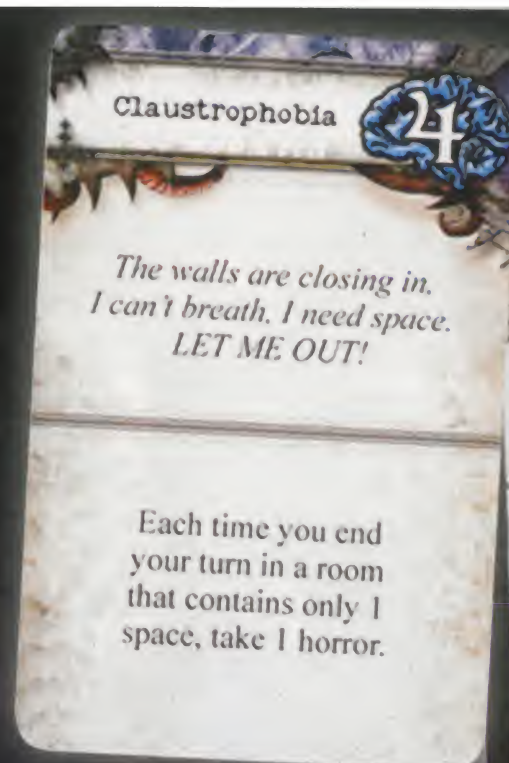 Claustrophobia
4
The walls are closing in.
I can't breath. I need space.
LET ME OUT!
Each time you end
your turn in a room
that contains only 1
space, take 1 horror.